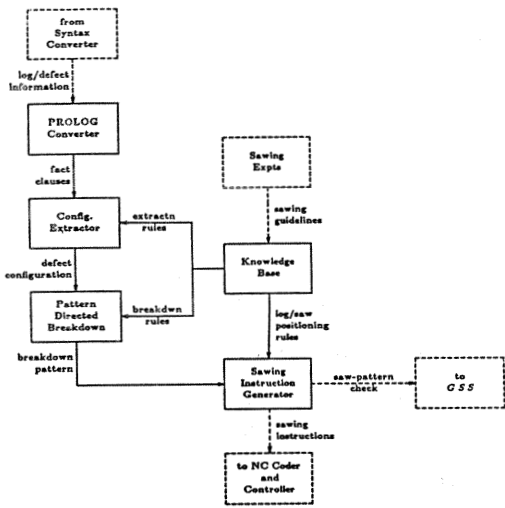 from
Syntax
Converter
log/defect
information
PROLOG
Converter
fact
clauses
Sawing
Expts
Config.
Extractor
extractn
rules
sawing
guidelines
defect
configuration
Knowledge
Base
Pattern
Directed
Breakdown
breakdwn
rules
log/saw
positioning
rules
breakdown
pattern
Sawing
Instruction
Generator
saw-pattern
check
to
GSS
sawing
instructions
to NC Coder
and
Controller